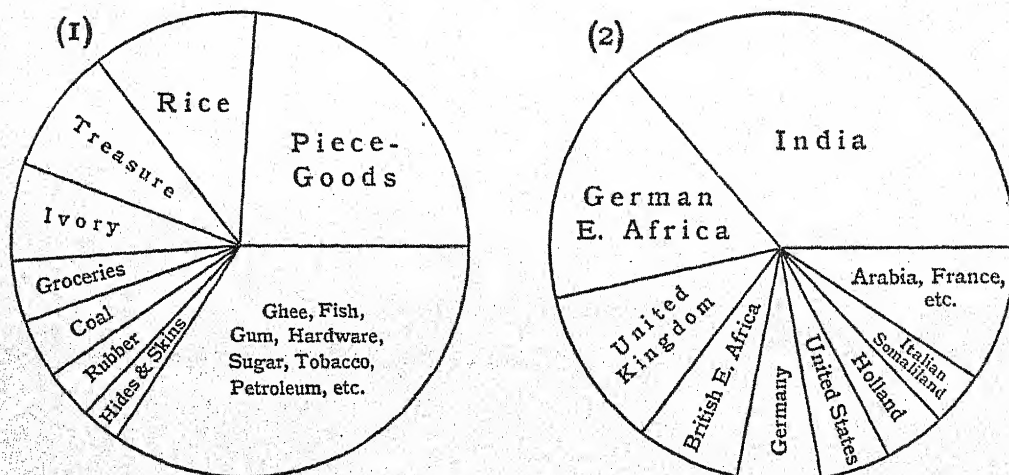 (1)
Rice
Piece-
Goods
Treasure
Ivory
Groceries
Coal
Rubber
Hides & Skins
Ghee, Fish,
Gum, Hardware,
Sugar, Tobacco,
Petroleum, etc.
(2)
India
German
E. Africa
United
Kingdom
British E. Africa
Germany
United States
Holland
Italian
Somaliland
Arabia, France,
etc.